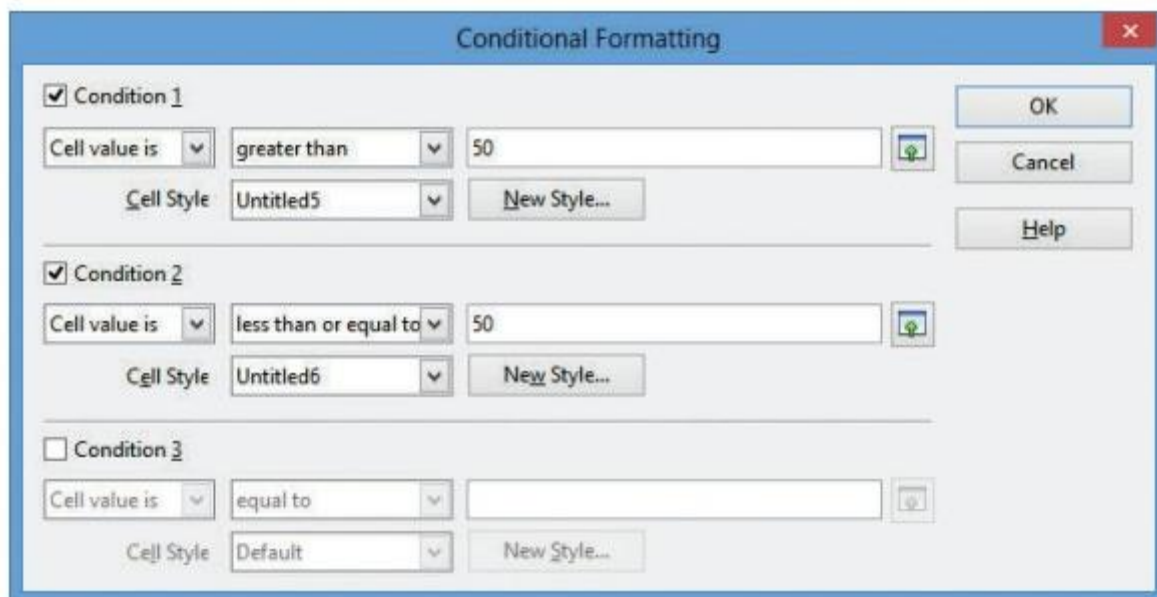 Conditional Formatting
Condition 1
OK
Cell value is greater than 50
Cancel
Cell Style Untitled5 New Style...
Help
Condition 2
Cell value is less than or equal to 50
Cell Style Untitled6 New Style...
Condition 3
Cell value is equal to
Cell Style Default New Style...